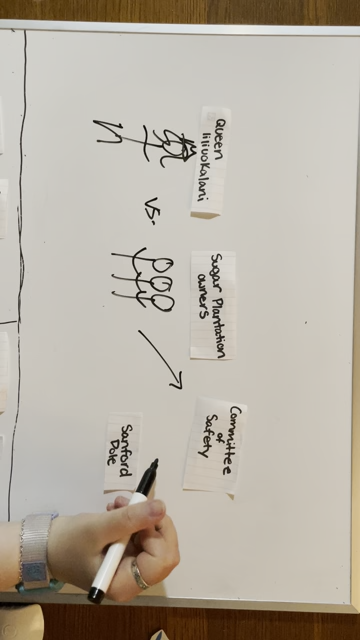 Queen
liliuokalani
vs.
Sugar Plantation
owners
Committee
of
Safety
Sanford
Dole